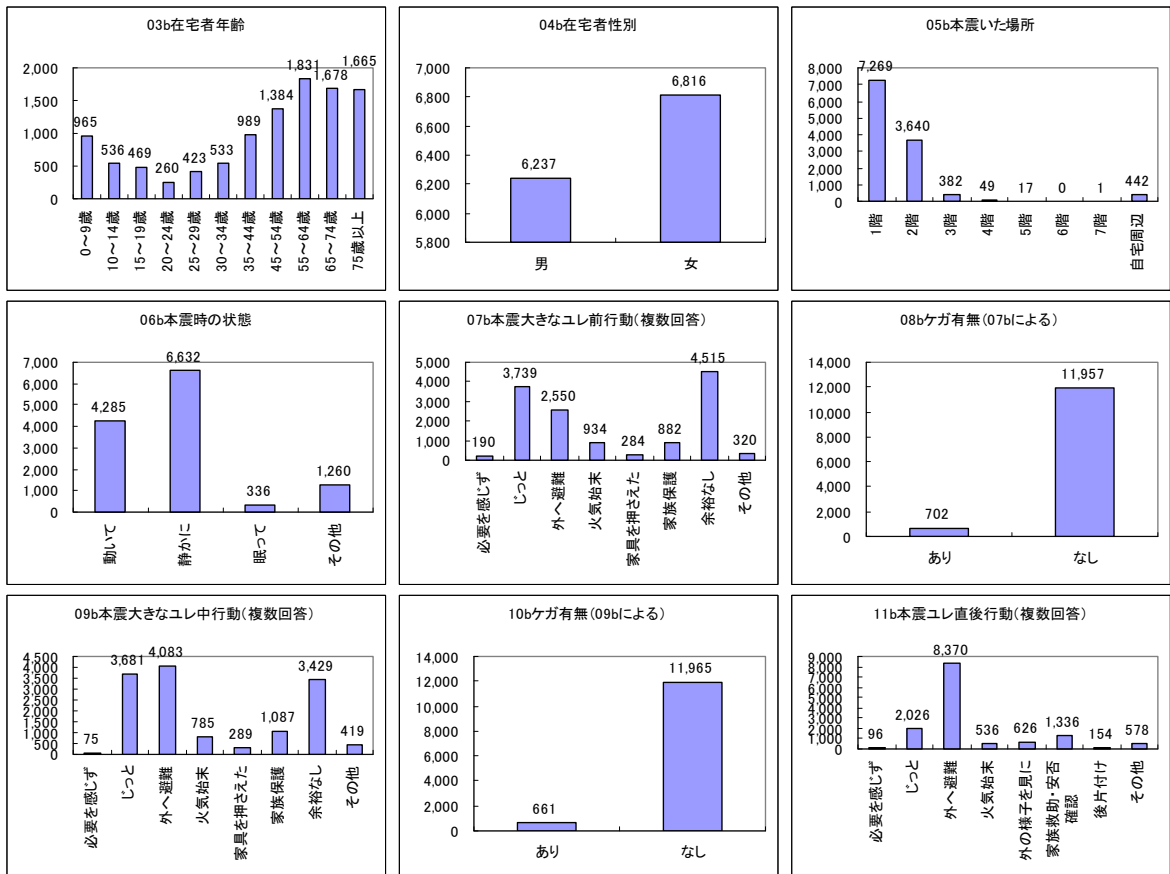 03b在宅者年齢
2,000
1,500
1,000
500
0
965
536
469
260
423
533
989
1,384
1,831
1,678
1,665
0～9歳
10～14歳
15～19歳
20～24歳
25～29歳
30～34歳
35～44歳
45～54歳
55～64歳
65～74歳
75歳以上
04b在宅者性別
7,000
6,800
6,600
6,400
6,200
6,000
5,800
6,237
6,816
男
女
05b本震いた場所
8,000
7,000
6,000
5,000
4,000
3,000
2,000
1,000
0
7,269
3,640
382
49
17
0
1
442
1階
2階
3階
4階
5階
6階
7階
自宅周辺
06b本震時の状態
7,000
6,000
5,000
4,000
3,000
2,000
1,000
0
4,285
6,632
336
1,260
動いて
静かに
眠って
その他
07b本震大きなユレ前行動(複数回答)
5,000
4,000
3,000
2,000
1,000
0
190
3,739
2,550
934
284
882
4,515
320
必要を感じず
じっと
外へ避難
火気始末
家具を押さえた
家族保護
余裕なし
その他
08bケガ有無(07bによる)
14,000
12,000
10,000
8,000
6,000
4,000
2,000
0
702
11,957
あり
なし
09b本震大きなユレ中行動(複数回答)
4,500
4,000
3,500
3,000
2,500
2,000
1,500
1,000
500
0
75
3,681
4,083
785
289
1,087
3,429
419
必要を感じず
じっと
外へ避難
火気始末
家具を押さえた
家族保護
余裕なし
その他
10bケガ有無(09bによる)
14,000
12,000
10,000
8,000
6,000
4,000
2,000
0
661
11,965
あり
なし
11b本震ユレ直後行動(複数回答)
9,000
8,000
7,000
6,000
5,000
4,000
3,000
2,000
1,000
0
96
2,026
8,370
536
626
1,336
154
578
必要を感じず
じっと
外へ避難
火気始末
外の様子を見に
家族救助・安否
確認
後片付け
その他